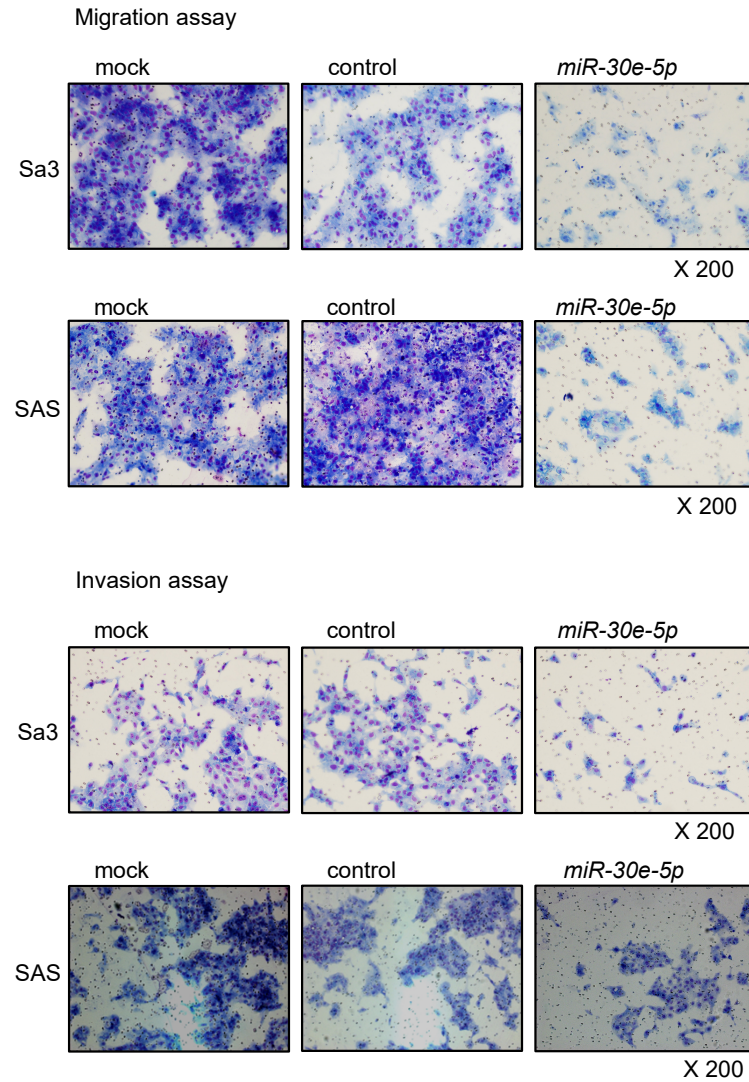 Migration assay
mock control miR-30e-5p
Sa3
X 200
mock control miR-30e-5p
SAS
X 200
Invasion assay
mock control miR-30e-5p
Sa3
X 200
mock control miR-30e-5p
SAS
X 200